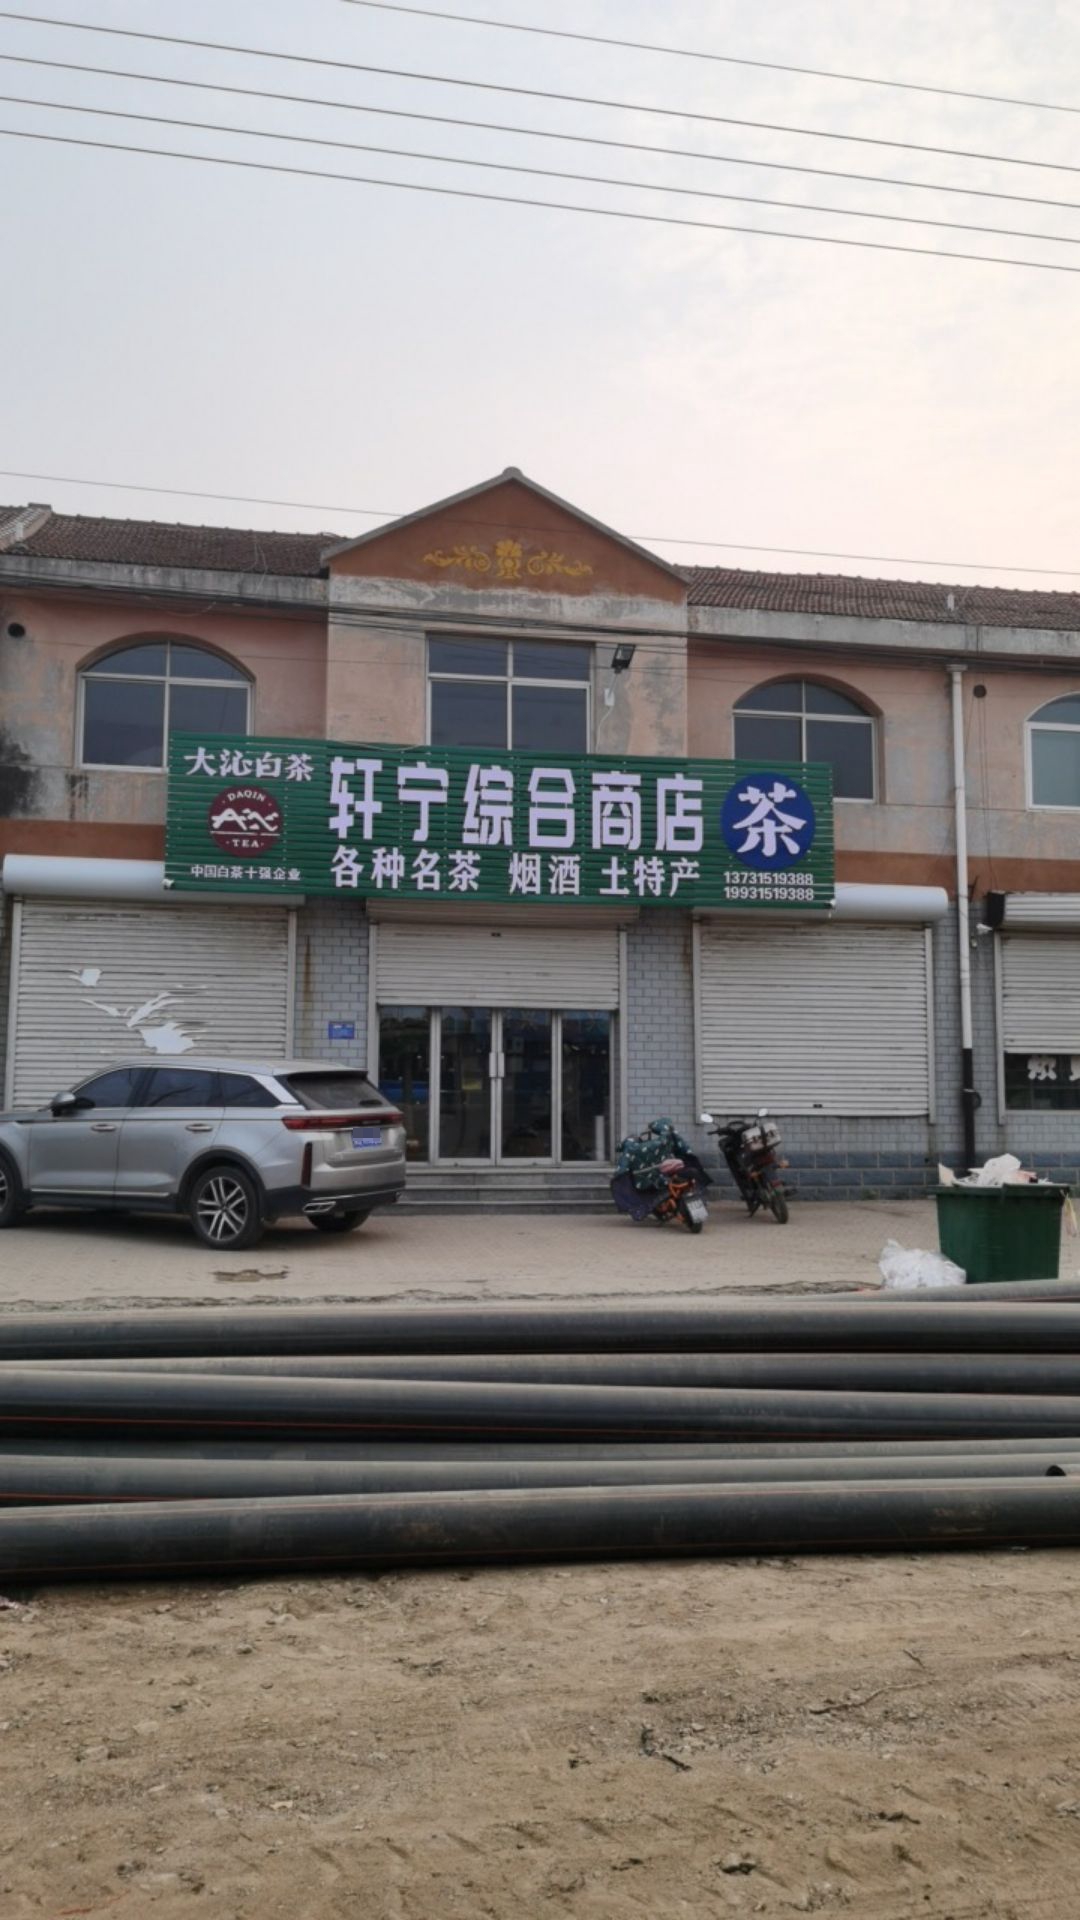 大沁白茶
DAQIN
TEA
中国白茶十强企业
轩宁综合商店
各种名茶 烟酒 土特产
茶
13731519388
19931519388